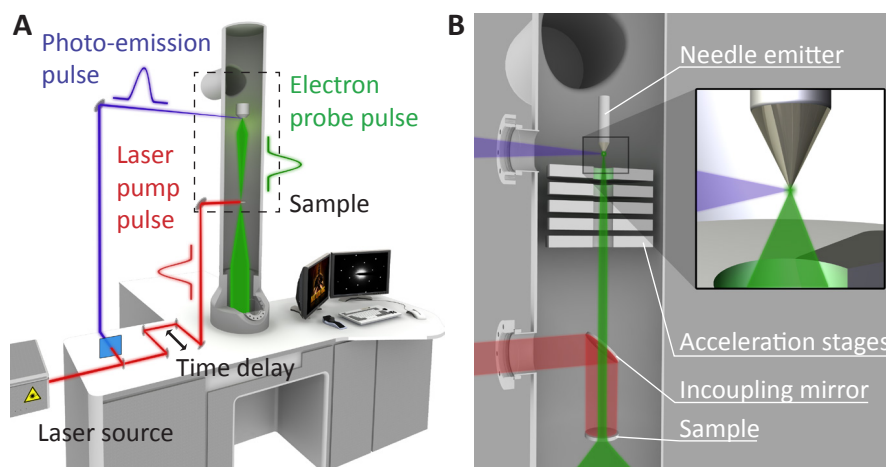 A
Photo-emission
pulse
Electron
probe pulse
Laser
pump
pulse
Sample
Time delay
Laser source
B
Needle emitter
Acceleration stages
Incoupling mirror
Sample